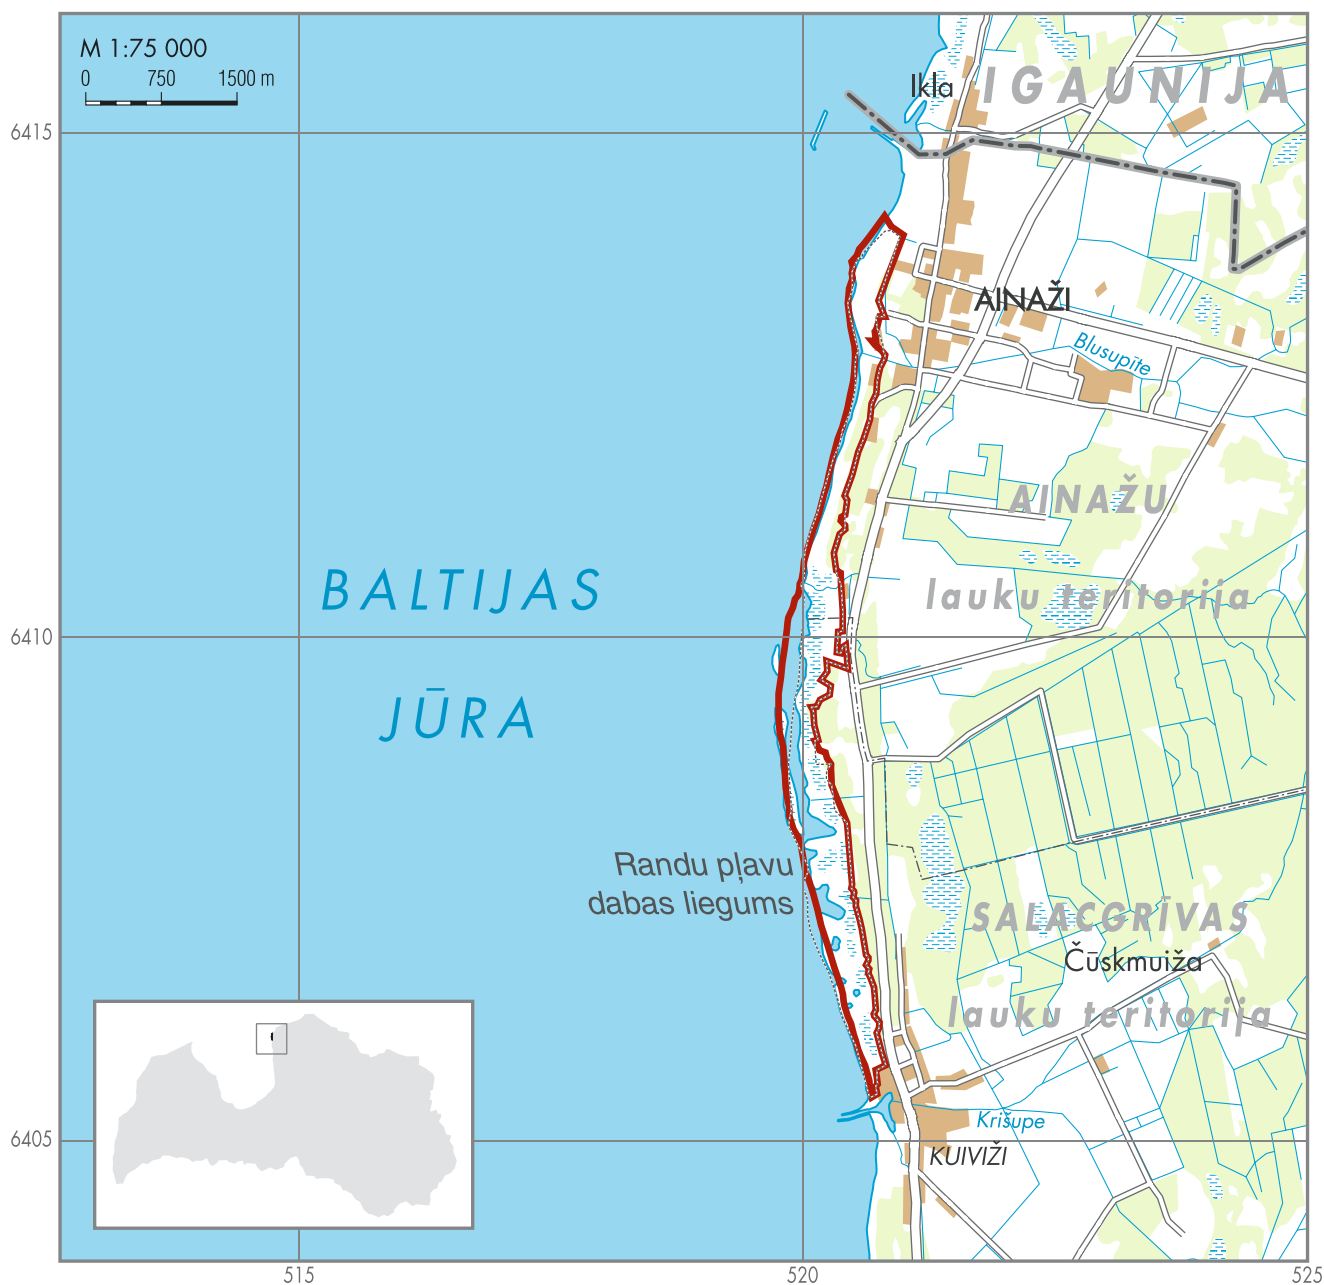 M 1:75 000
0 750 1500 m
Ikla
IGAUNIJA
6415
AINAŽI
Blusupīte
AINAŽU
lauku teritorija
BALTIJAS
JŪRA
6410
Randu pļavu
dabas liegums
SALACGRĪVAS
Čūskmuiža
lauku teritorija
Krišupe
6405
KUIVIŽI
515 520 525